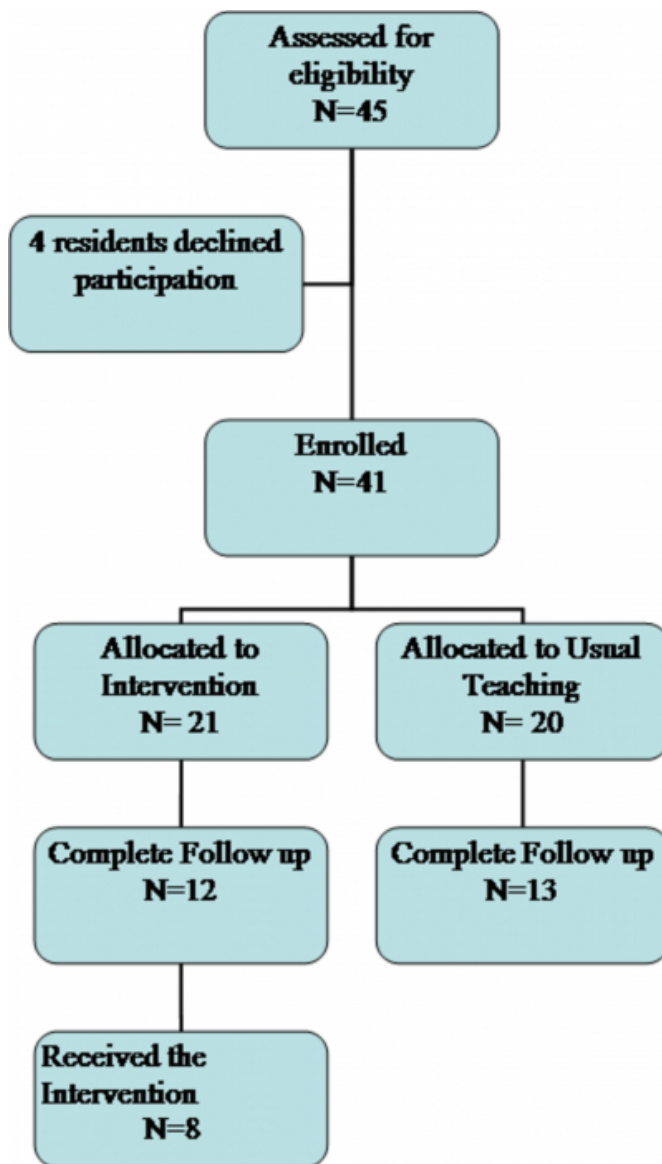 Assessed for
eligibility
N=45
4 residents declined
participation
Enrolled
N=41
Allocated to
Intervention
N= 21
Allocated to Usual
Teaching
N= 20
Complete Follow up
N=12
Complete Follow up
N=13
Received the
Intervention
N=8